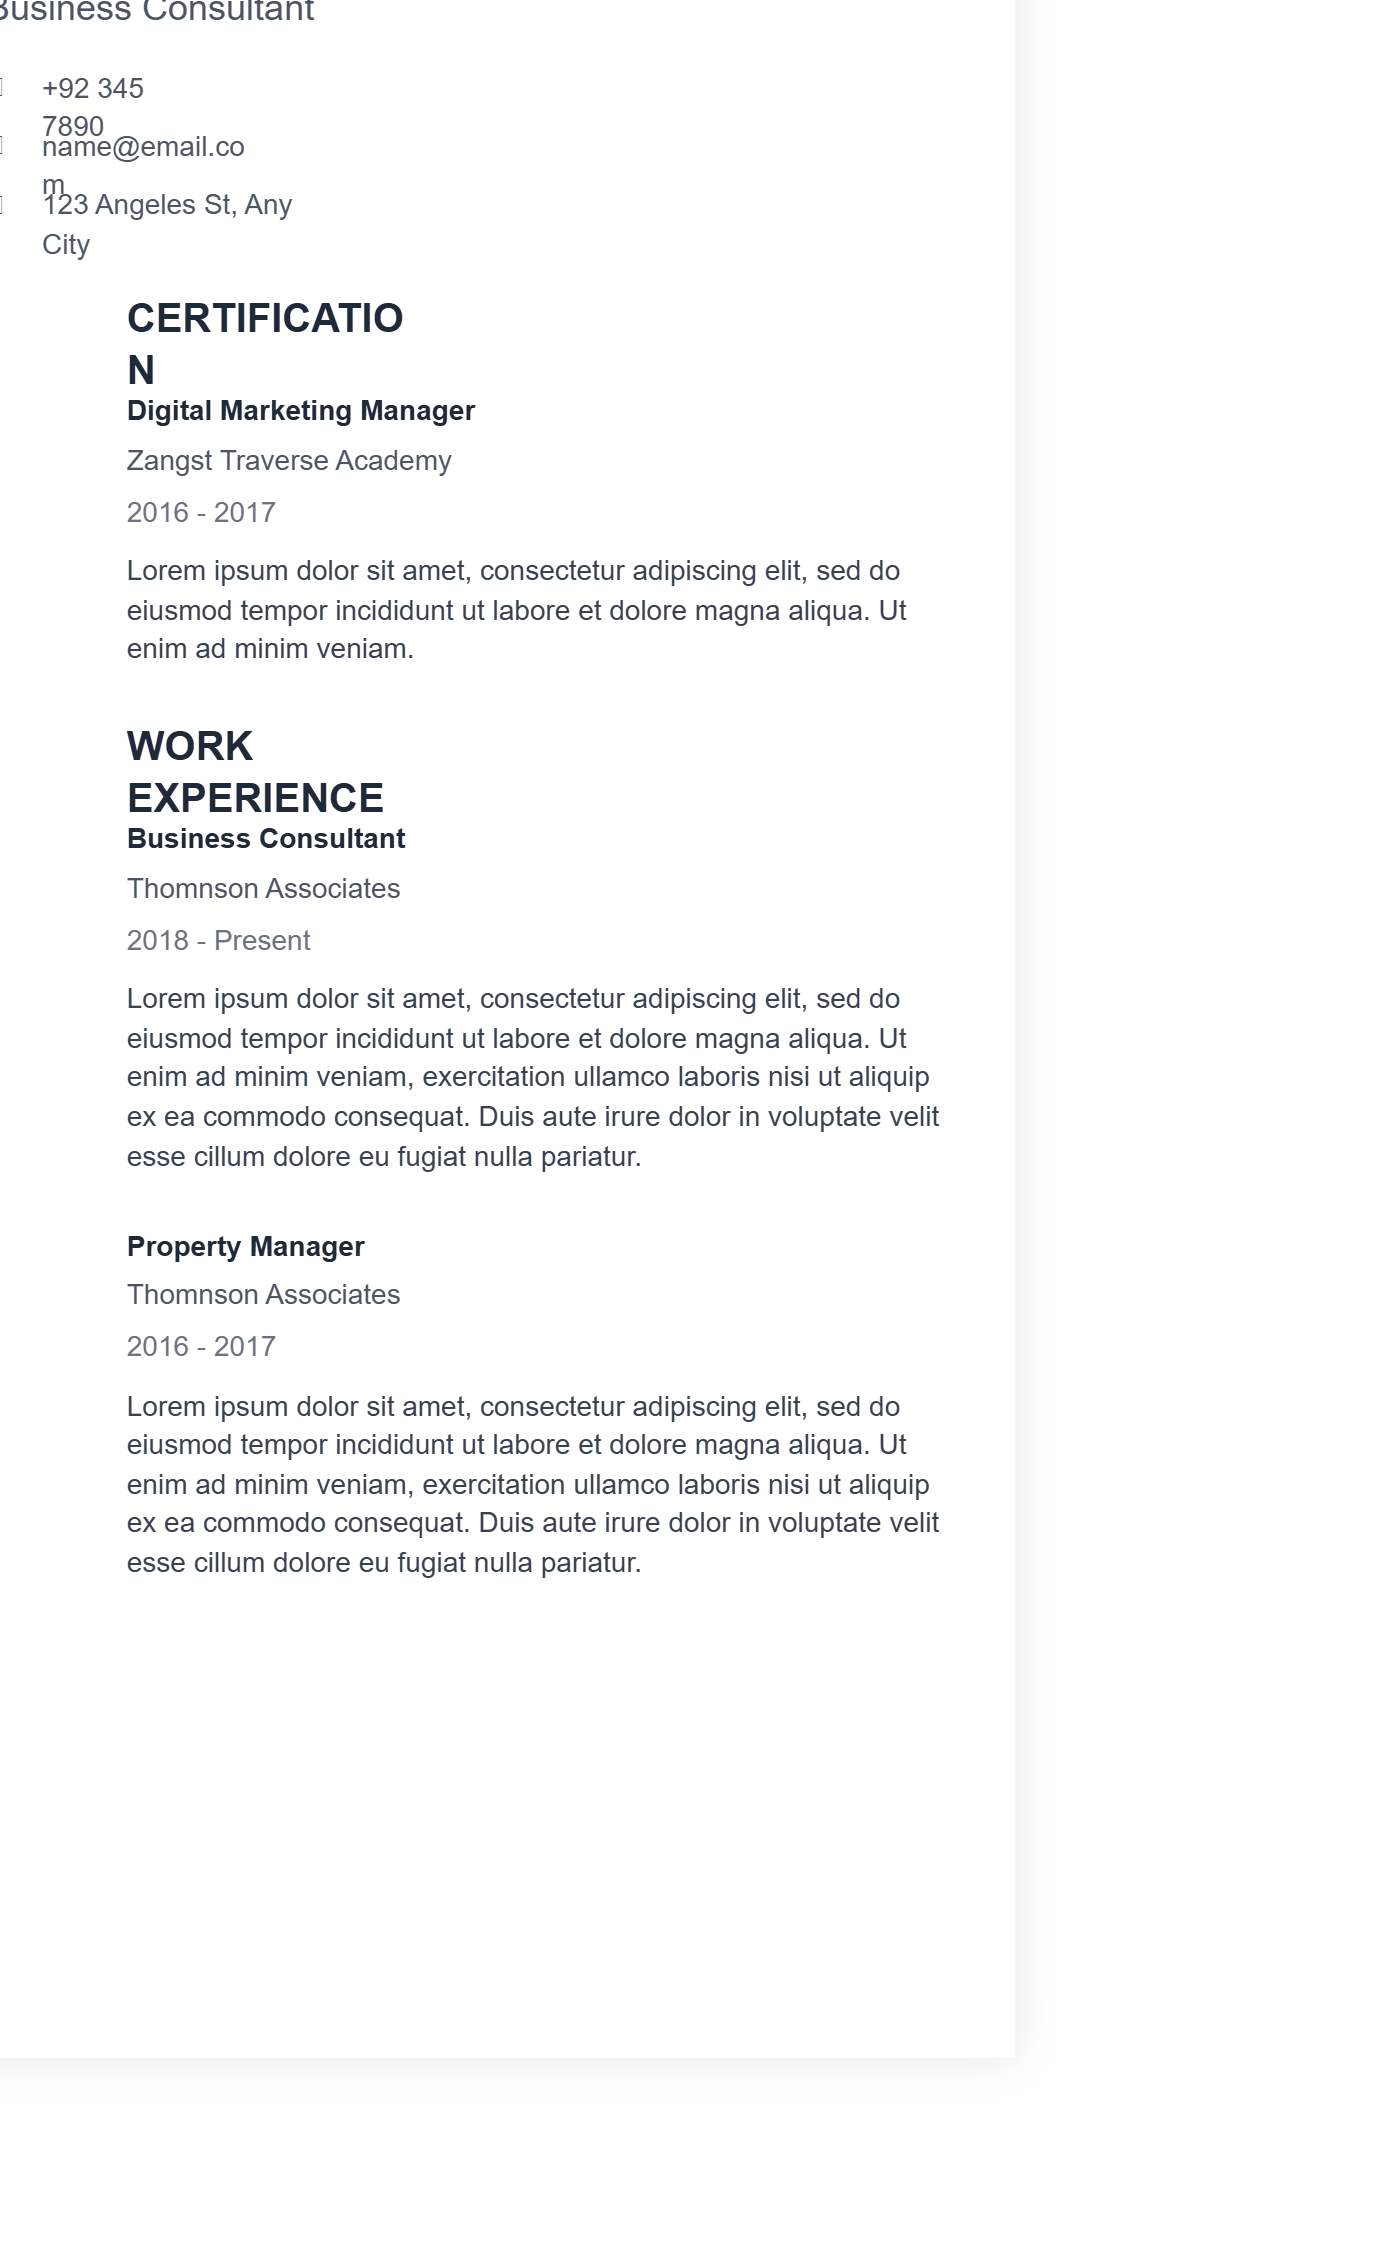 Business Consultant
+92 345
7890
name@email.co
m
123 Angeles St, Any
City
CERTIFICATIO
N
Digital Marketing Manager
Zangst Traverse Academy
2016 - 2017
Lorem ipsum dolor sit amet, consectetur adipiscing elit, sed do
eiusmod tempor incididunt ut labore et dolore magna aliqua. Ut
enim ad minim veniam.
WORK
EXPERIENCE
Business Consultant
Thomnson Associates
2018 - Present
Lorem ipsum dolor sit amet, consectetur adipiscing elit, sed do
eiusmod tempor incididunt ut labore et dolore magna aliqua. Ut
enim ad minim veniam, exercitation ullamco laboris nisi ut aliquip
ex ea commodo consequat. Duis aute irure dolor in voluptate velit
esse cillum dolore eu fugiat nulla pariatur.
Property Manager
Thomnson Associates
2016 - 2017
Lorem ipsum dolor sit amet, consectetur adipiscing elit, sed do
eiusmod tempor incididunt ut labore et dolore magna aliqua. Ut
enim ad minim veniam, exercitation ullamco laboris nisi ut aliquip
ex ea commodo consequat. Duis aute irure dolor in voluptate velit
esse cillum dolore eu fugiat nulla pariatur.